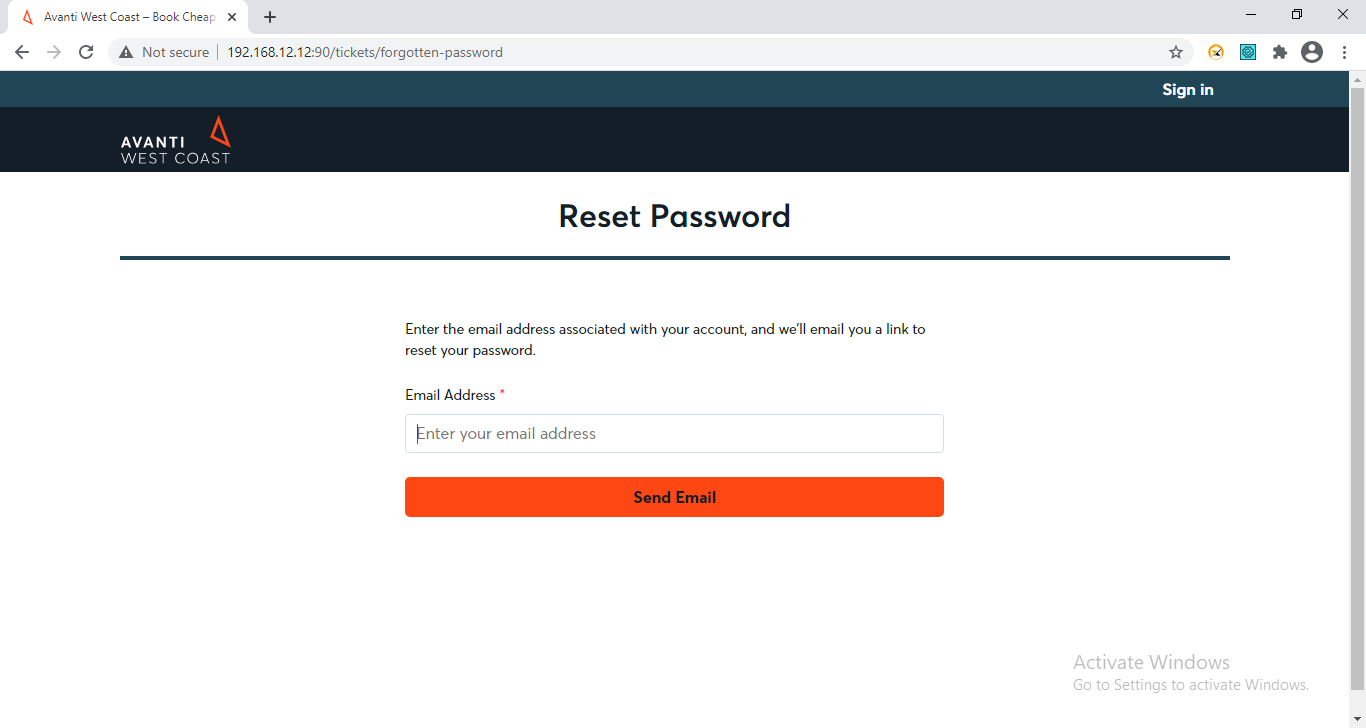 Avanti West Coast – Book Cheap
Not secure
192.168.12.12:90/tickets/forgotten-password
Sign in
AVANTI
WEST COAST
Reset Password
Enter the email address associated with your account, and we'll email you a link to
reset your password.
Email Address *
Enter your email address
Send Email
Activate Windows
Go to Settings to activate Windows.